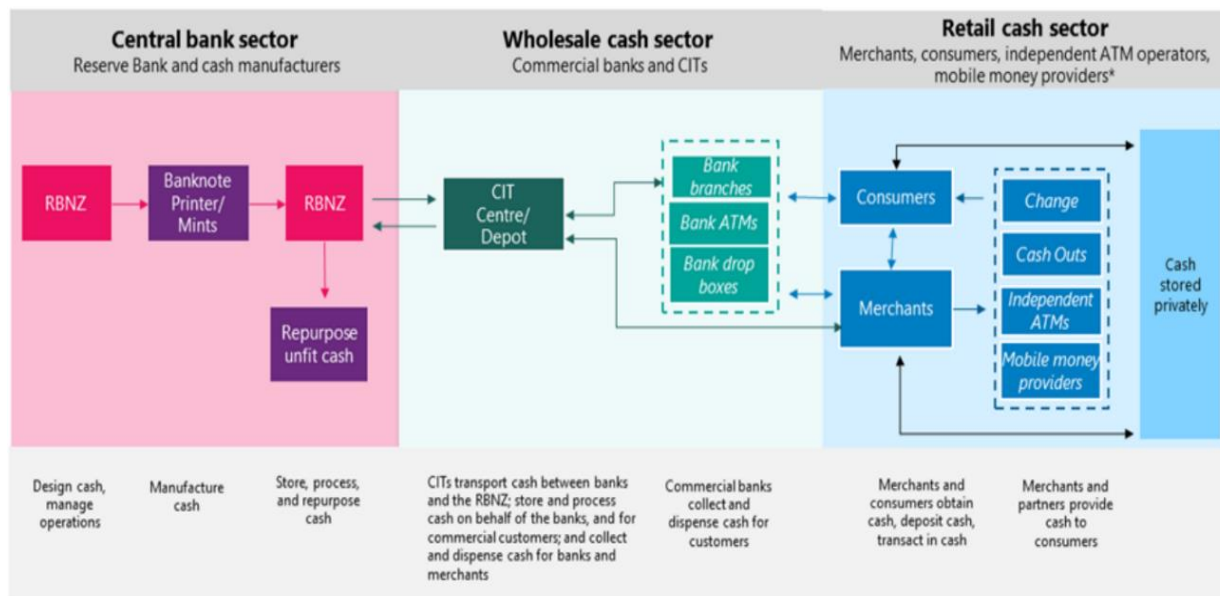 Central bank sector
Reserve Bank and cash manufacturers
Wholesale cash sector
Commercial banks and CITs
Retail cash sector
Merchants, consumers, independent ATM operators,
mobile money providers*
RBNZ
Banknote
Printer/
Mints
RBNZ
Repurpose
unfit cash
CIT
Centre/
Depot
Bank
branches
Bank ATMs
Bank drop
boxes
Consumers
Merchants
Change
Cash Outs
Independent
ATMs
Mobile money
providers
Cash
stored
privately
Design cash,
manage
operations
Manufacture
cash
Store, process,
and repurpose
cash
CITs transport cash between banks
and the RBNZ; store and process
cash on behalf of the banks, and for
commercial customers; and collect
and dispense cash for banks and
merchants
Commercial banks
collect and
dispense cash for
customers
Merchants and
consumers obtain
cash, deposit cash,
transact in cash
Merchants and
partners provide
cash to
consumers